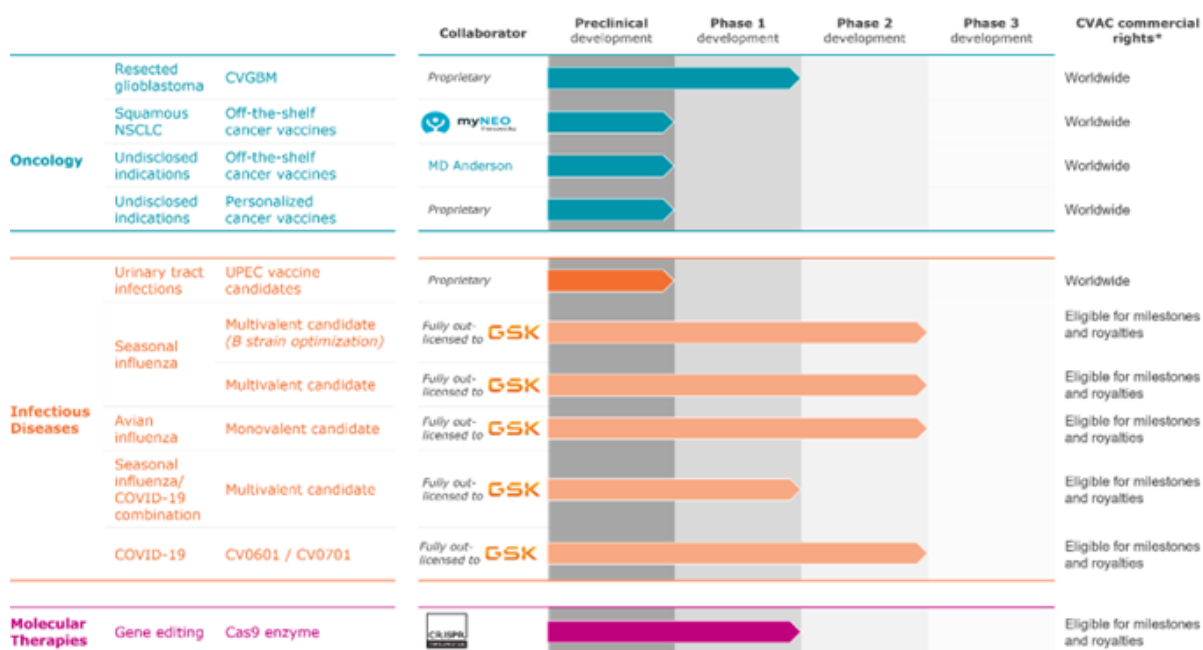 Collaborator
Preclinical development
Phase 1 development
Phase 2 development
Phase 3 development
CVAC commercial rights*
Oncology
Resected glioblastoma
CVGBM
Proprietary
Worldwide
Squamous NSCLC
Off-the-shelf cancer vaccines
myNEO
Worldwide
Undisclosed indications
Off-the-shelf cancer vaccines
MD Anderson
Worldwide
Undisclosed indications
Personalized cancer vaccines
Proprietary
Worldwide
Infectious Diseases
Urinary tract infections
UPEC vaccine candidates
Proprietary
Worldwide
Seasonal influenza
Multivalent candidate (B strain optimization)
Fully out-licensed to GSK
Eligible for milestones and royalties
Multivalent candidate
Fully out-licensed to GSK
Eligible for milestones and royalties
Avian influenza
Monovalent candidate
Fully out-licensed to GSK
Eligible for milestones and royalties
Seasonal influenza/ COVID-19 combination
Multivalent candidate
Fully out-licensed to GSK
Eligible for milestones and royalties
COVID-19
CV0601 / CV0701
Fully out-licensed to GSK
Eligible for milestones and royalties
Molecular Therapies
Gene editing
Cas9 enzyme
CRISPR
Eligible for milestones and royalties